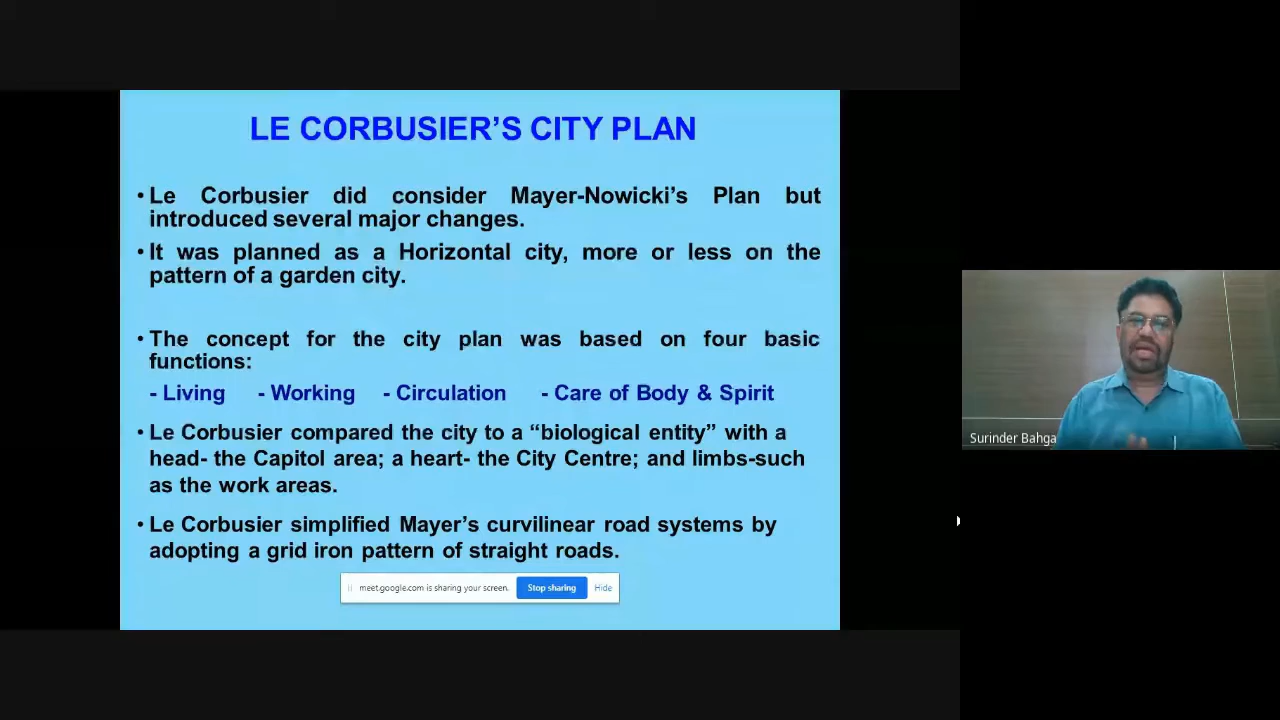 LE CORBUSIER’S CITY PLAN
• Le Corbusier did consider Mayer-Nowicki’s Plan but
introduced several major changes.
• It was planned as a Horizontal city, more or less on the
pattern of a garden city.
• The concept for the city plan was based on four basic
functions:
- Living - Working - Circulation - Care of Body & Spirit
• Le Corbusier compared the city to a “biological entity” with a
head- the Capitol area; a heart- the City Centre; and limbs-such
as the work areas.
• Le Corbusier simplified Mayer’s curvilinear road systems by
adopting a grid iron pattern of straight roads.
meet.google.com is sharing your screen. Stop sharing Hide
Surinder Bahga